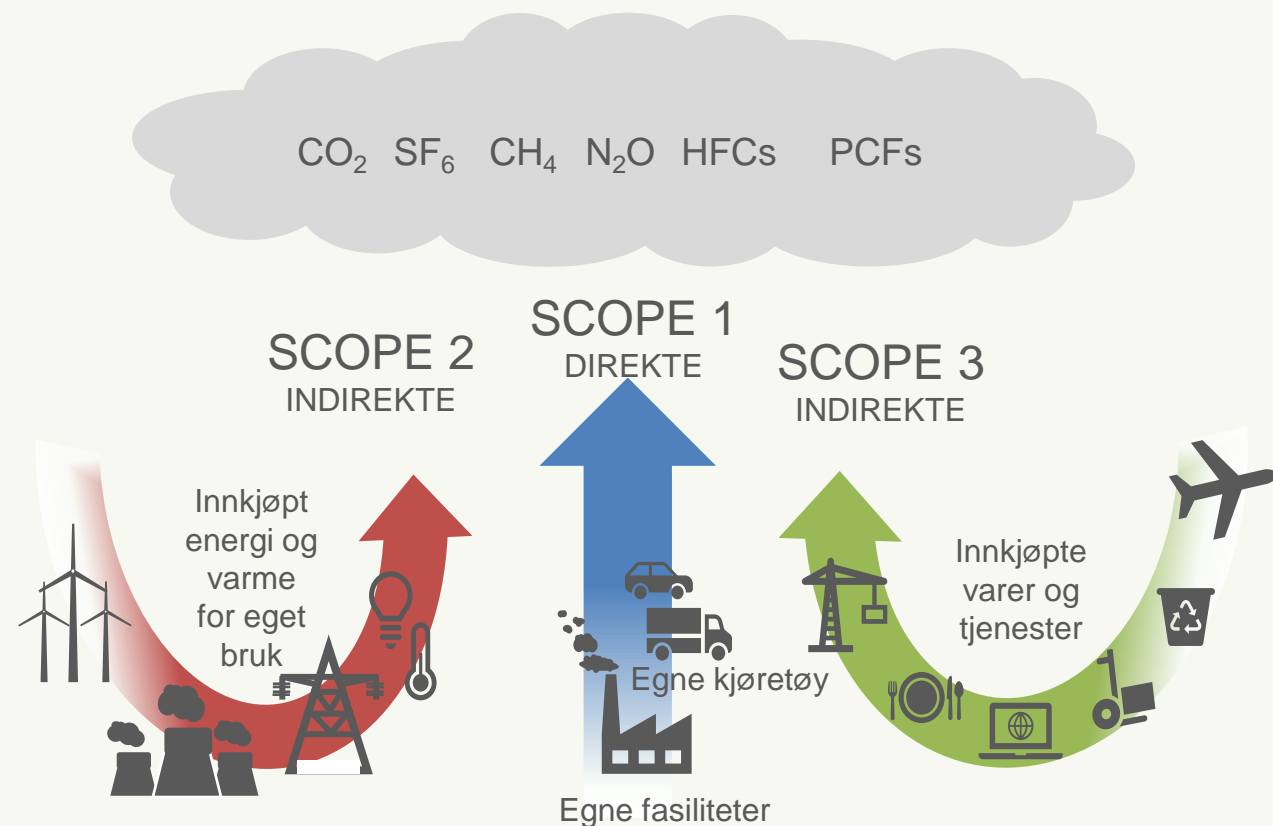 CO₂ SF₆ CH₄ N₂O HFCs PCFs
SCOPE 1
DIREKTE
SCOPE 2
INDIREKTE
SCOPE 3
INDIREKTE
Innkjøpt
energi og
varme
for eget
bruk
Egne kjøretøy
Egne fasiliteter
Innkjøpte
varer og
tjenester